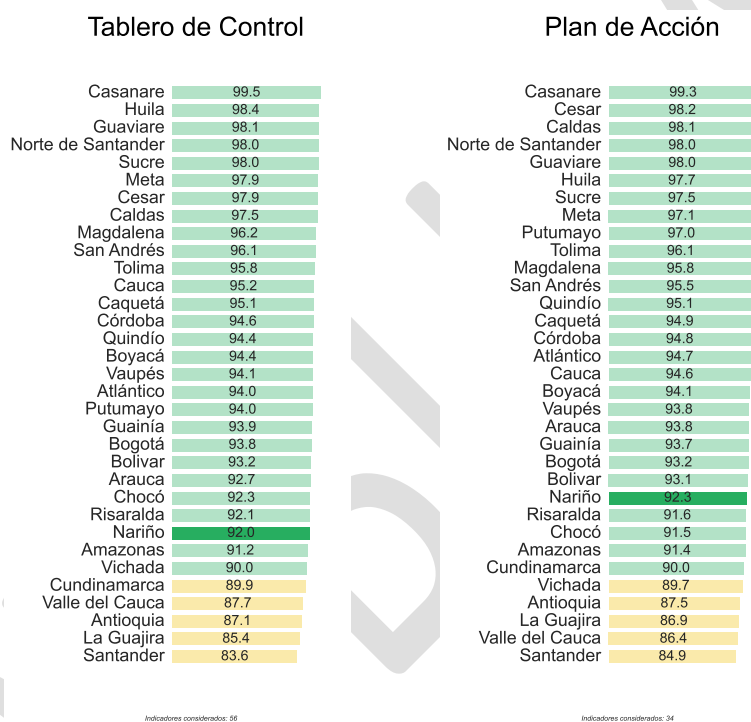 Tablero de Control
Casanare 99.5
Huila 98.4
Guaviare 98.1
Norte de Santander 98.0
Sucre 98.0
Meta 97.9
Cesar 97.9
Caldas 97.5
Magdalena 96.2
San Andrés 96.1
Tolima 95.8
Cauca 95.2
Caquetá 95.1
Córdoba 94.6
Quindío 94.4
Boyacá 94.4
Vaupés 94.1
Atlántico 94.0
Putumayo 94.0
Guainía 93.9
Bogotá 93.8
Bolivar 93.2
Arauca 92.7
Chocó 92.3
Risaralda 92.1
Nariño 92.0
Amazonas 91.2
Vichada 90.0
Cundinamarca 89.9
Valle del Cauca 87.7
Antioquia 87.1
La Guajira 85.4
Santander 83.6
Indicadores considerados: 56
Plan de Acción
Casanare 99.3
Cesar 98.2
Caldas 98.1
Norte de Santander 98.0
Guaviare 98.0
Huila 97.7
Sucre 97.5
Meta 97.1
Putumayo 97.0
Tolima 96.1
Magdalena 95.8
San Andrés 95.5
Quindío 95.1
Caquetá 94.9
Córdoba 94.8
Atlántico 94.7
Cauca 94.6
Boyacá 94.1
Vaupés 93.8
Arauca 93.8
Guainía 93.7
Bogotá 93.2
Bolivar 93.1
Nariño 92.3
Risaralda 91.6
Chocó 91.5
Amazonas 91.4
Cundinamarca 90.0
Vichada 89.7
Antioquia 87.5
La Guajira 86.9
Valle del Cauca 86.4
Santander 84.9
Indicadores considerados: 34